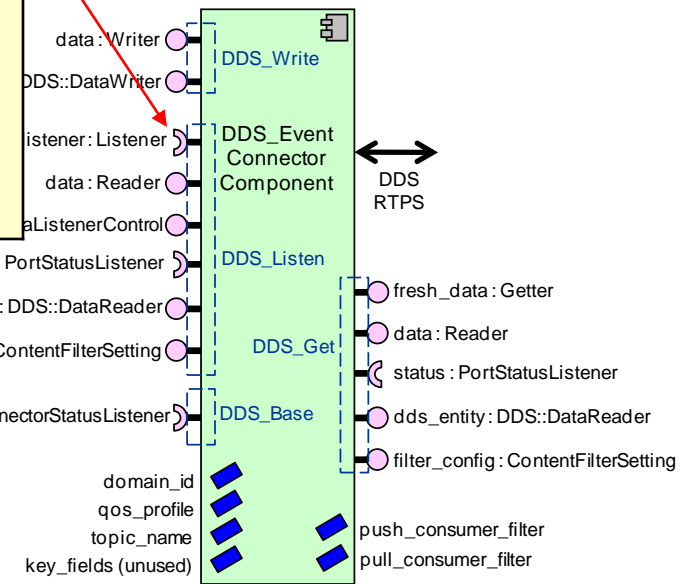 data : Writer
DDS::DataWriter
DDS_Write
istener : Listener
DDS_Event
Connector
Component
data : Reader
aListenerControl
PortStatusListener
DDS_Listen
: DDS::DataReader
ContentFilterSetting
nectorStatusListener
DDS_Base
DDS
RTPS
DDS_Get
fresh_data : Getter
data : Reader
status : PortStatusListener
dds_entity : DDS::DataReader
filter_config : ContentFilterSetting
domain_id
qos_profile
topic_name
key_fields (unused)
push_consumer_filter
pull_consumer_filter